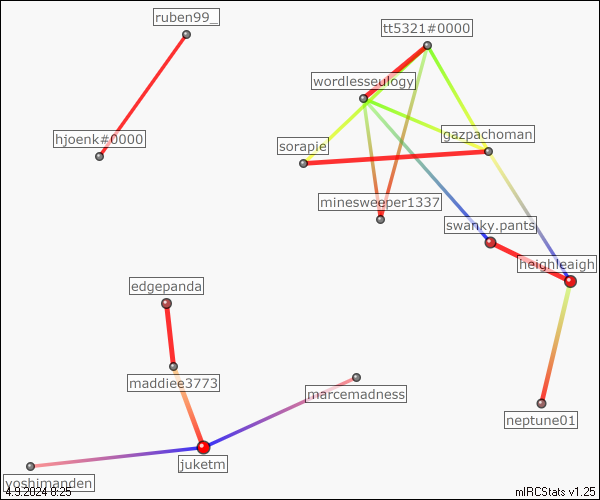 ruben99_
tt5321#0000
wordlesseulogy
hjoenk#0000
gazpachoman
sorapie
minesweeper1337
swanky.pants
heighleaigh
edgepanda
maddiee3773
marcemadness
neptune01
juketm
yoshimanden
4.9.2024 8:25
mIRCStats v1.25